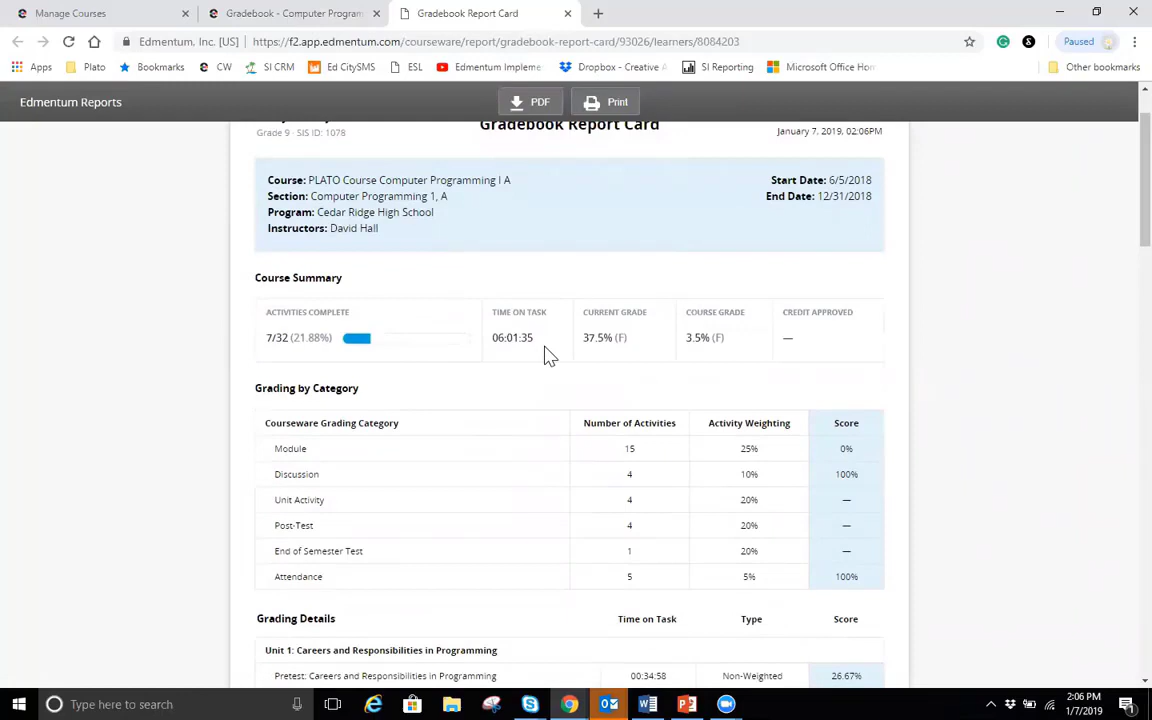 Manage Courses
Gradebook - Computer Program
Gradebook Report Card
Edmentum, Inc. [US]
https://f2.app.edmentum.com/courseware/report/gradebook-report-card/93026/learners/8084203
Paused
Apps
Plato
Bookmarks
CW
SI CRM
Ed CitySMS
ESL
Edmentum Impleme
Dropbox - Creative A
SI Reporting
Microsoft Office Hom
Other bookmarks
Edmentum Reports
PDF
Print
Grade 9 - SIS ID: 1078
Gradebook Report Card
January 7, 2019, 02:06PM
Course: PLATO Course Computer Programming I A
Start Date: 6/5/2018
Section: Computer Programming 1, A
End Date: 12/31/2018
Program: Cedar Ridge High School
Instructors: David Hall
Course Summary
ACTIVITIES COMPLETE TIME ON TASK CURRENT GRADE COURSE GRADE CREDIT APPROVED
7/32 (21.88%) 06:01:35 37.5% (F) 3.5% (F) —
Grading by Category
Courseware Grading Category Number of Activities Activity Weighting Score
Module 15 25% 0%
Discussion 4 10% 100%
Unit Activity 4 20% —
Post-Test 4 20% —
End of Semester Test 1 20% —
Attendance 5 5% 100%
Grading Details Time on Task Type Score
Unit 1: Careers and Responsibilities in Programming
Pretest: Careers and Responsibilities in Programming 00:34:58 Non-Weighted 26.67%
Type here to search
2:06 PM
1/7/2019